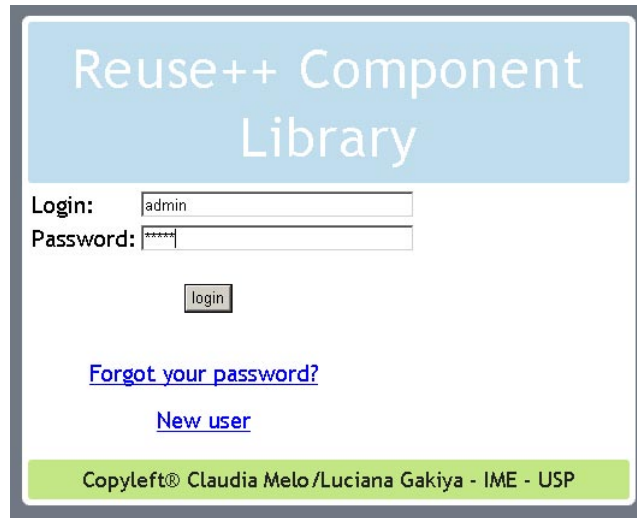 Reuse++ Component
Library
Login: admin
Password: *****
login
Forgot your password?
New user
Copyleft® Claudia Melo/Luciana Gakiya - IME - USP